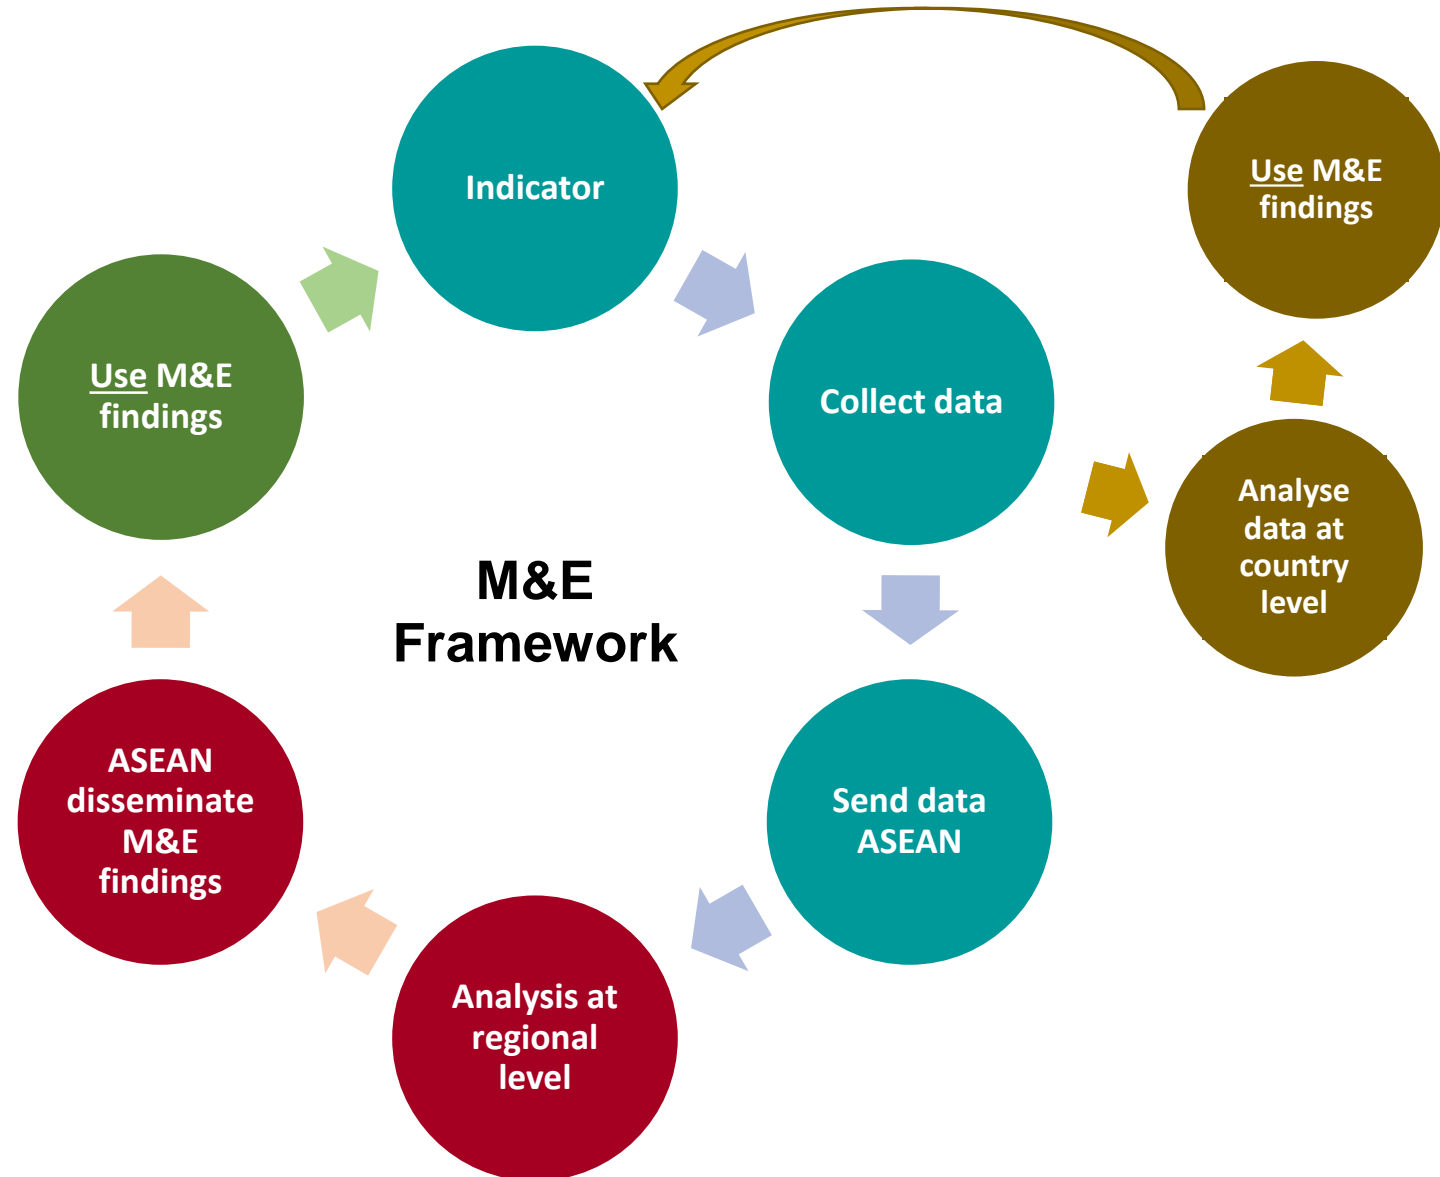 Indicator
Collect data
Send data
ASEAN
Analysis at
regional
level
ASEAN
disseminate
M&E
findings
Use M&E
findings
M&E
Framework
Analyse
data at
country
level
Use M&E
findings